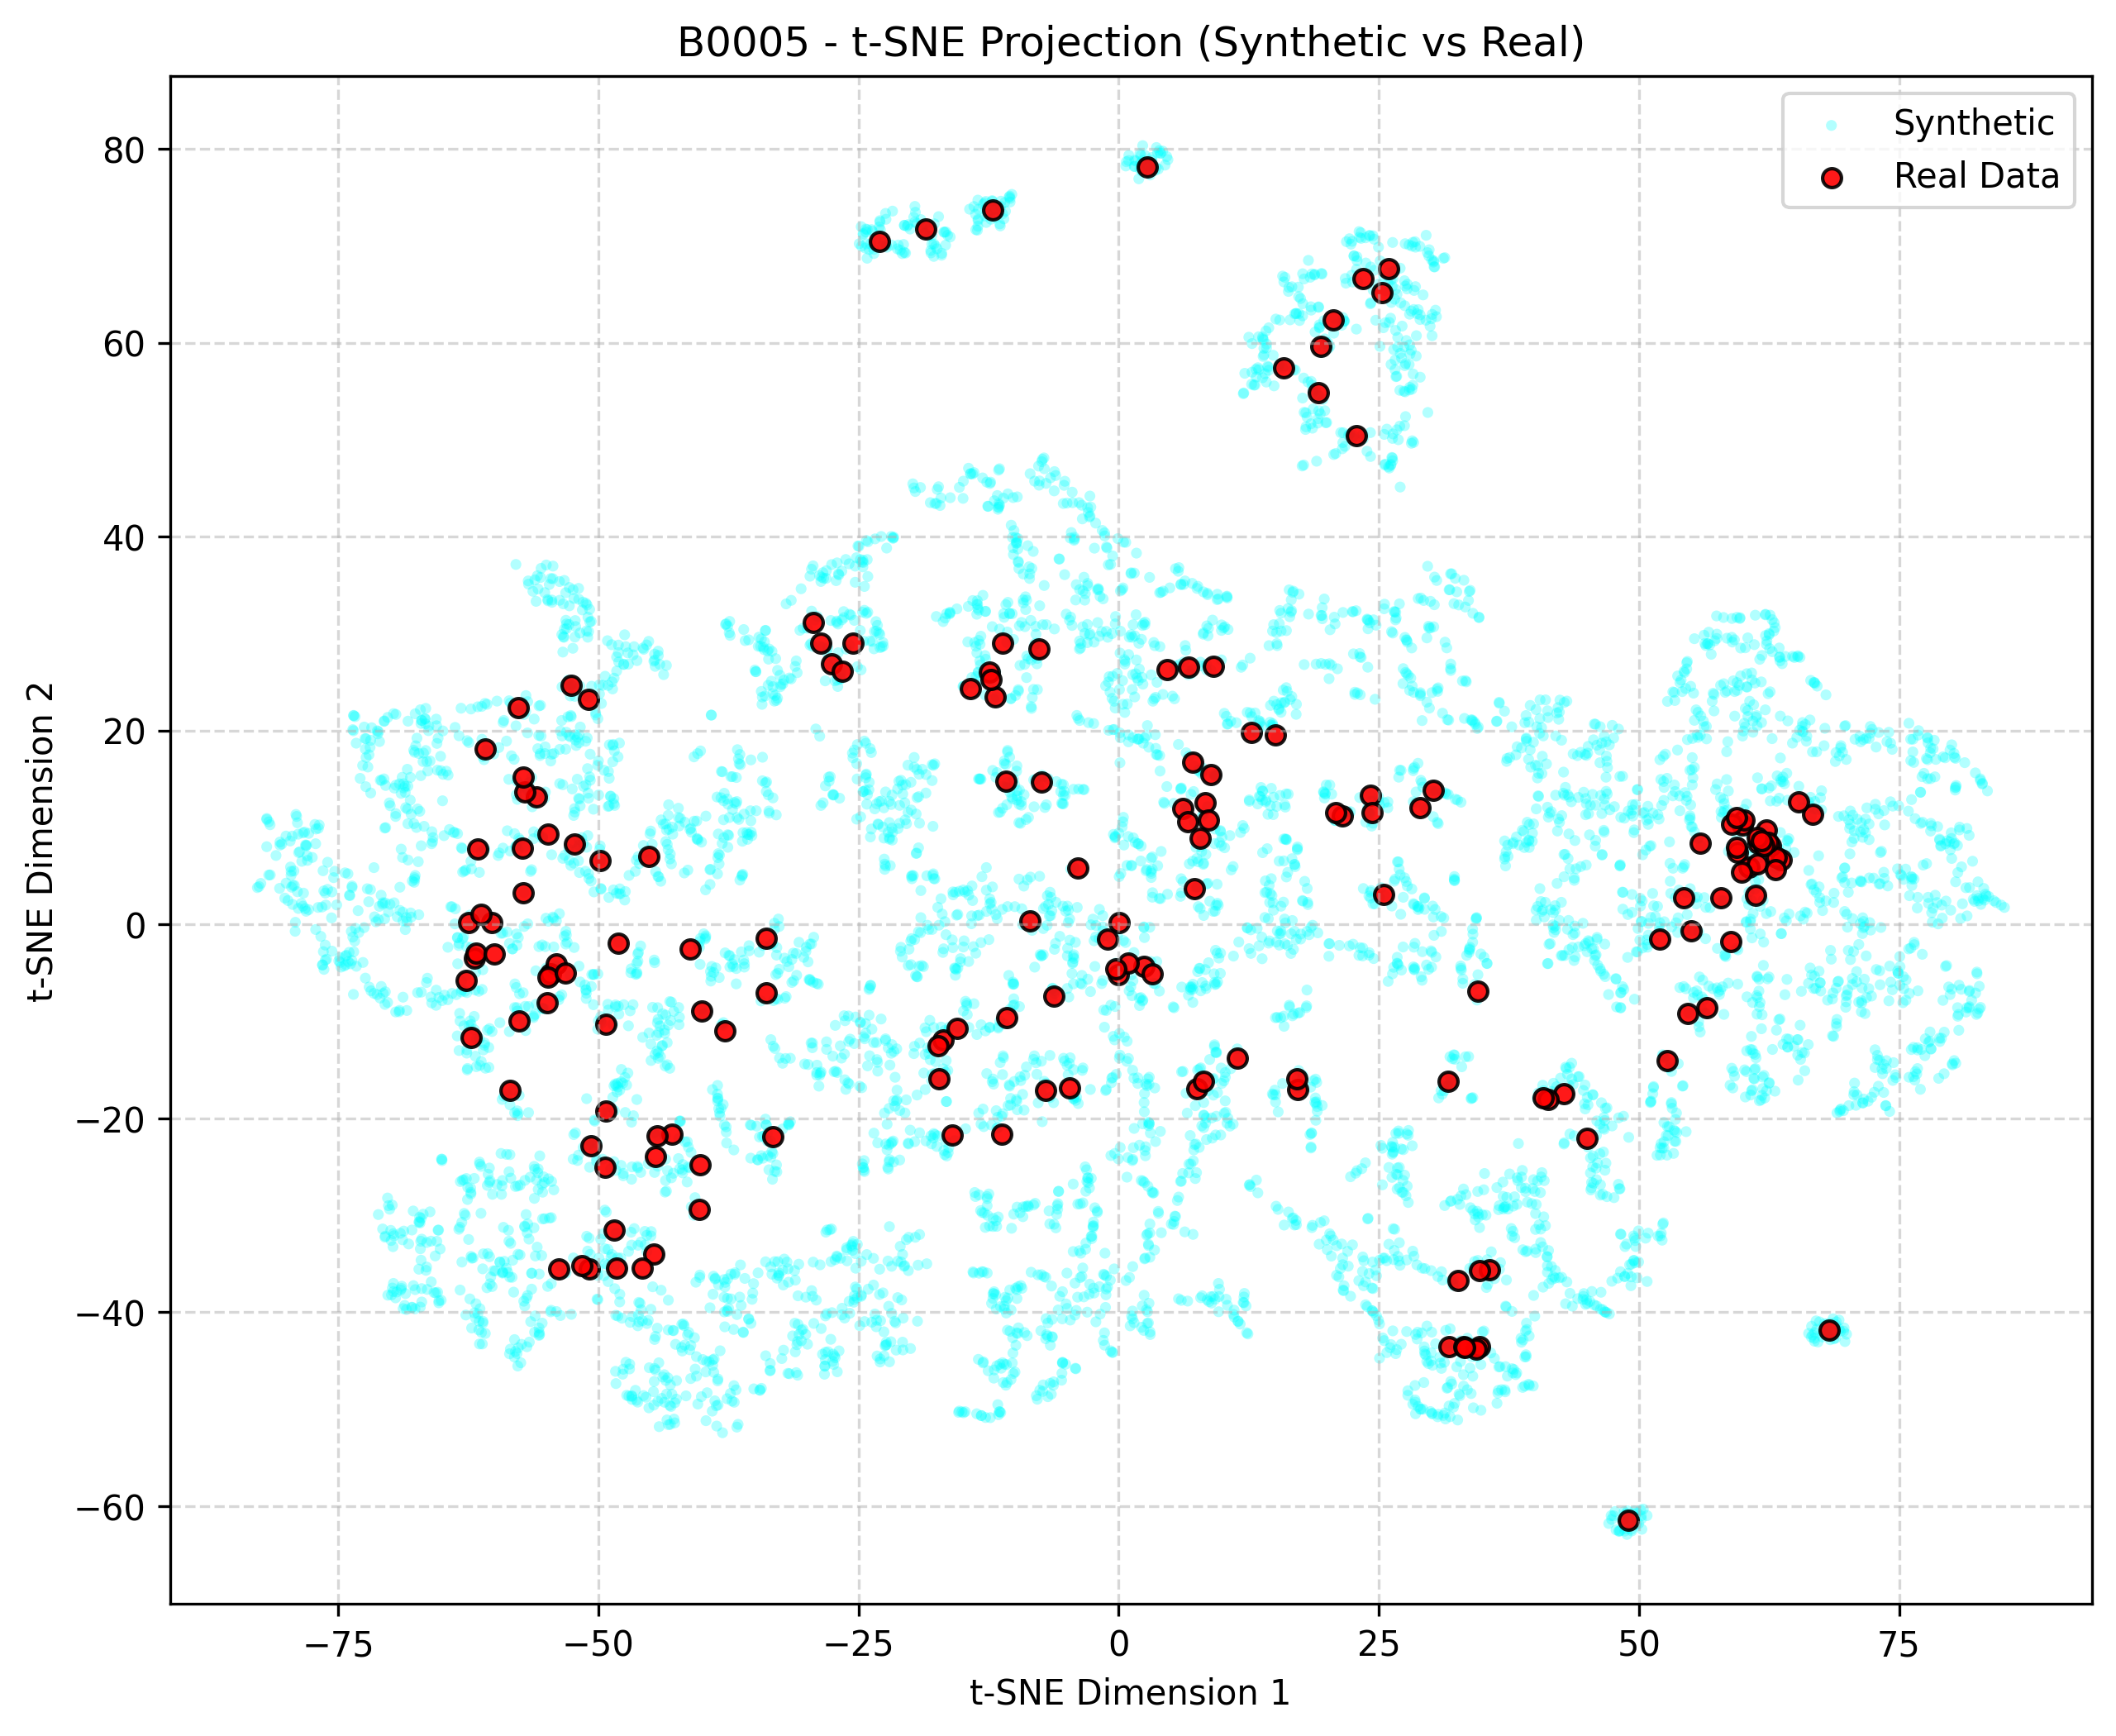 B0005 - t-SNE Projection (Synthetic vs Real)
Synthetic
Real Data
80
60
40
20
0
−20
−40
−60
t-SNE Dimension 2
−75 −50 −25 0 25 50 75
t-SNE Dimension 1